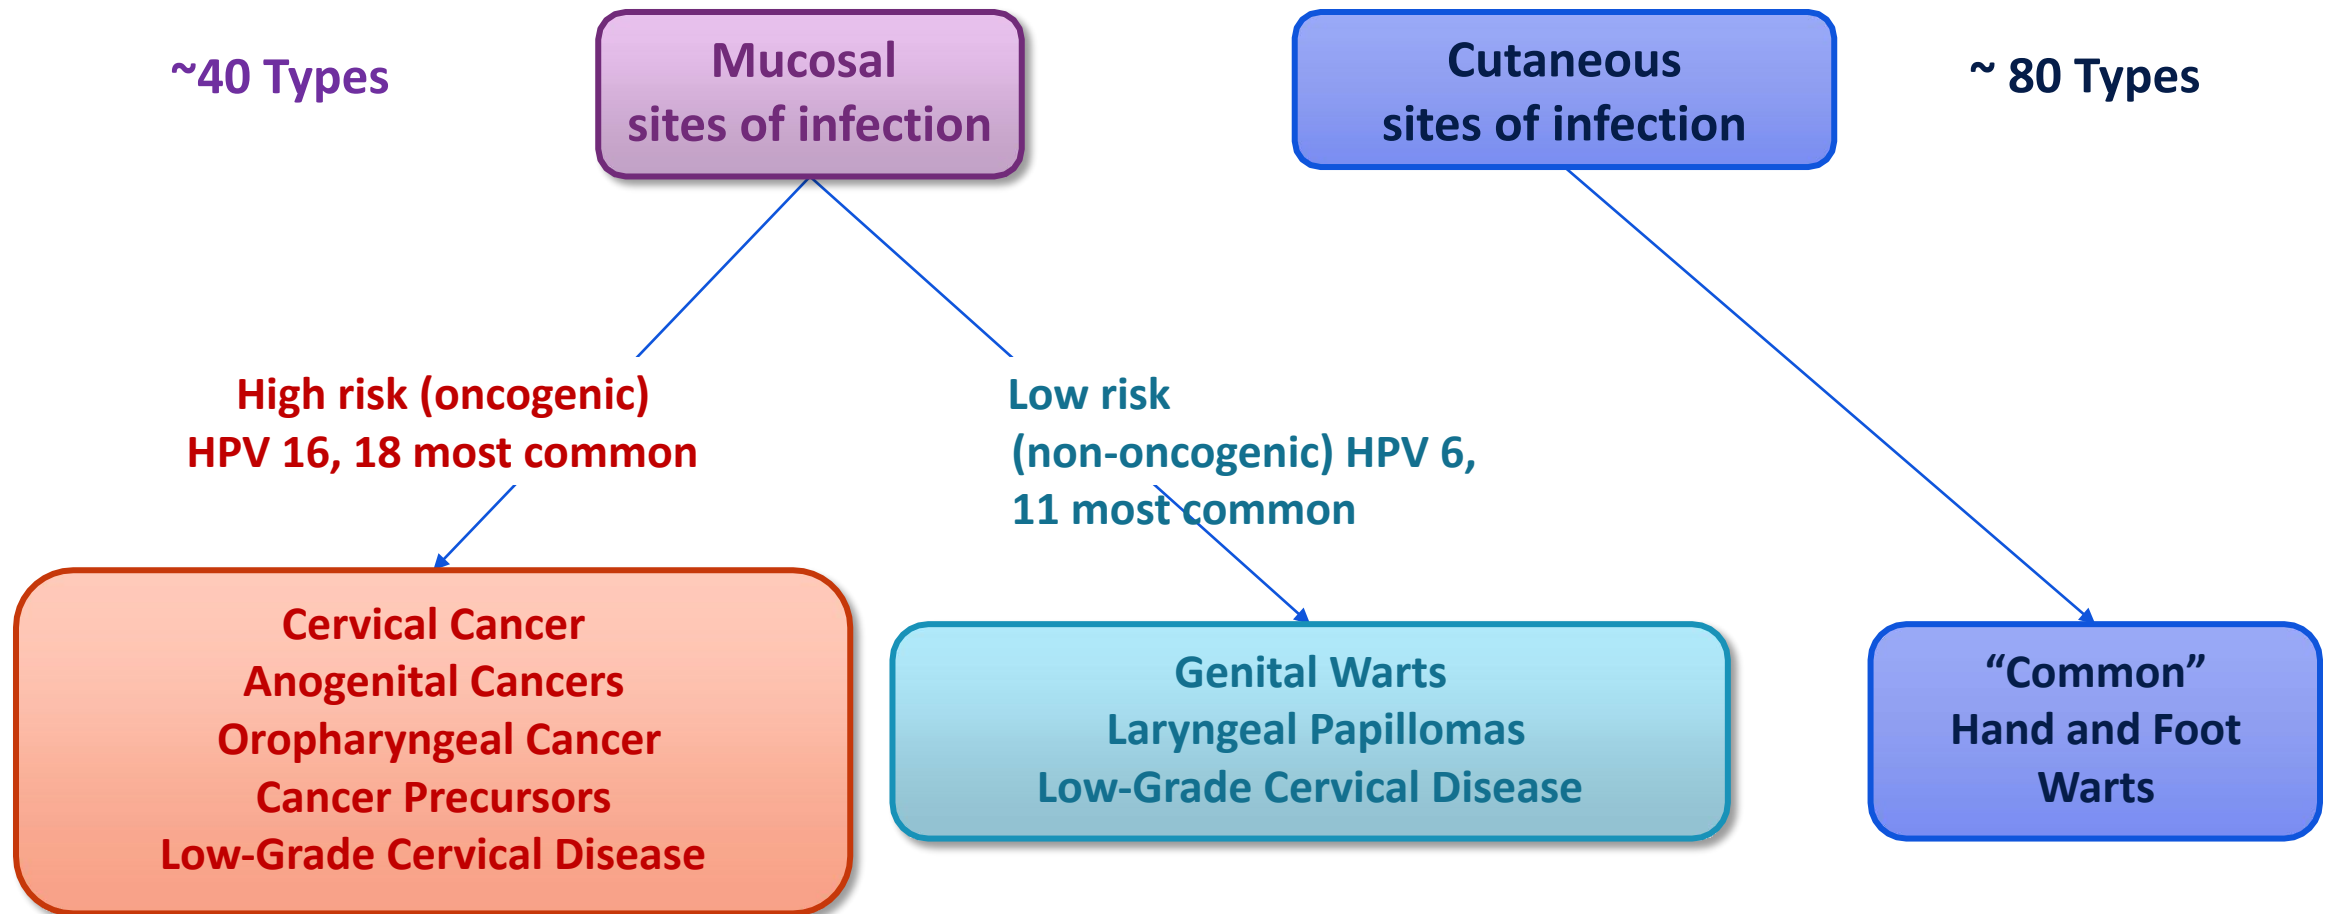 ~40 Types
Mucosal
sites of infection
Cutaneous
sites of infection
~ 80 Types
High risk (oncogenic)
HPV 16, 18 most common
Low risk
(non-oncogenic) HPV 6,
11 most common
Cervical Cancer
Anogenital Cancers
Oropharyngeal Cancer
Cancer Precursors
Low-Grade Cervical Disease
Genital Warts
Laryngeal Papillomas
Low-Grade Cervical Disease
“Common”
Hand and Foot
Warts